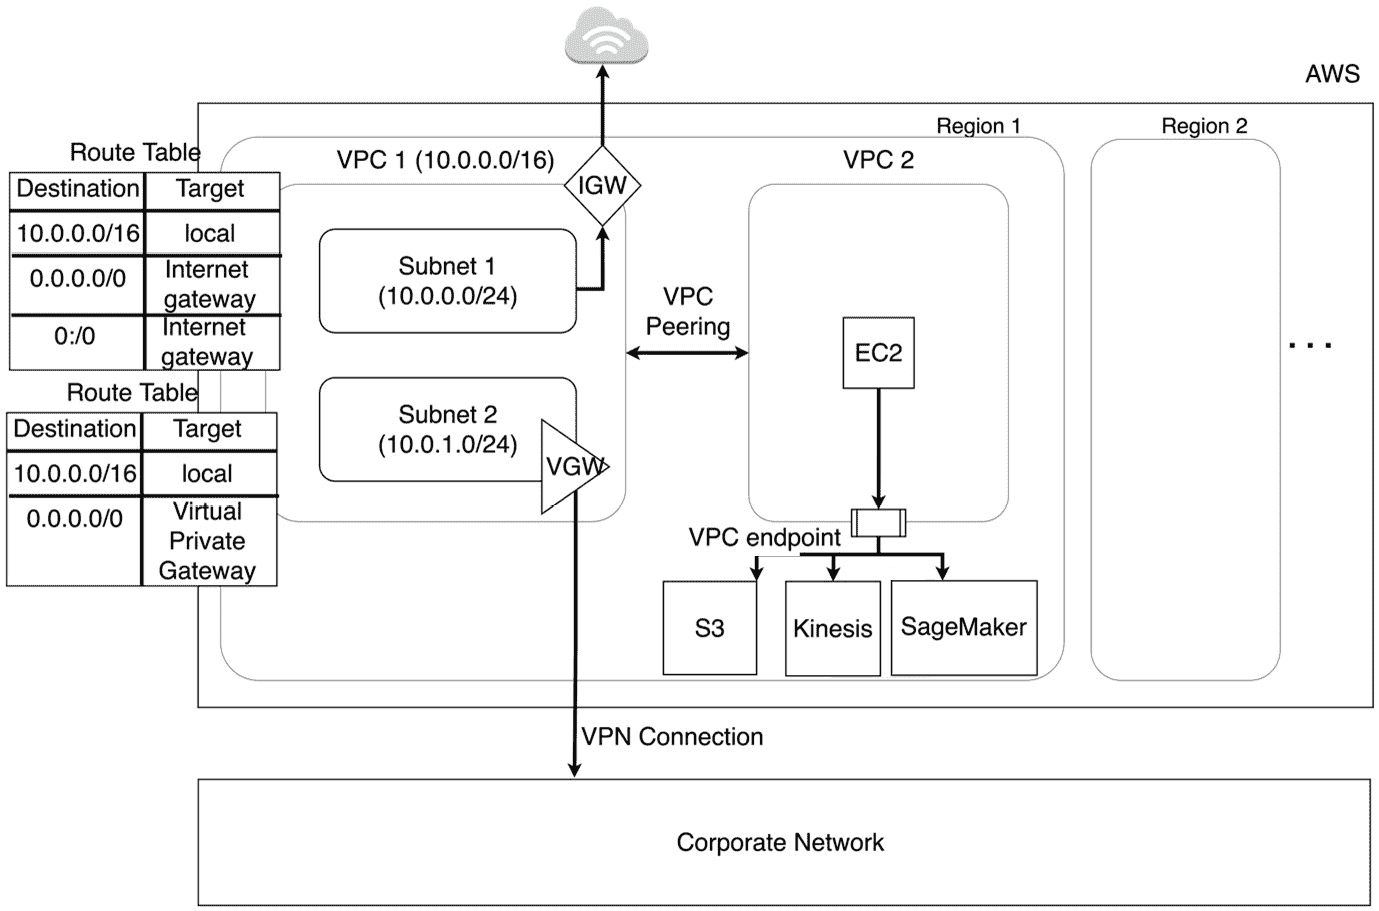 AWS
Region 1
Region 2
Route Table
VPC 1 (10.0.0.0/16)
VPC 2
IGW
Destination
Target
10.0.0.0/16
local
0.0.0.0/0
Internet
gateway
0:/0
Internet
gateway
Subnet 1
(10.0.0.0/24)
VPC
Peering
EC2
. . .
Route Table
Destination
Target
10.0.0.0/16
local
0.0.0.0/0
Virtual
Private
Gateway
Subnet 2
(10.0.1.0/24)
VGW
VPC endpoint
S3
Kinesis
SageMaker
VPN Connection
Corporate Network